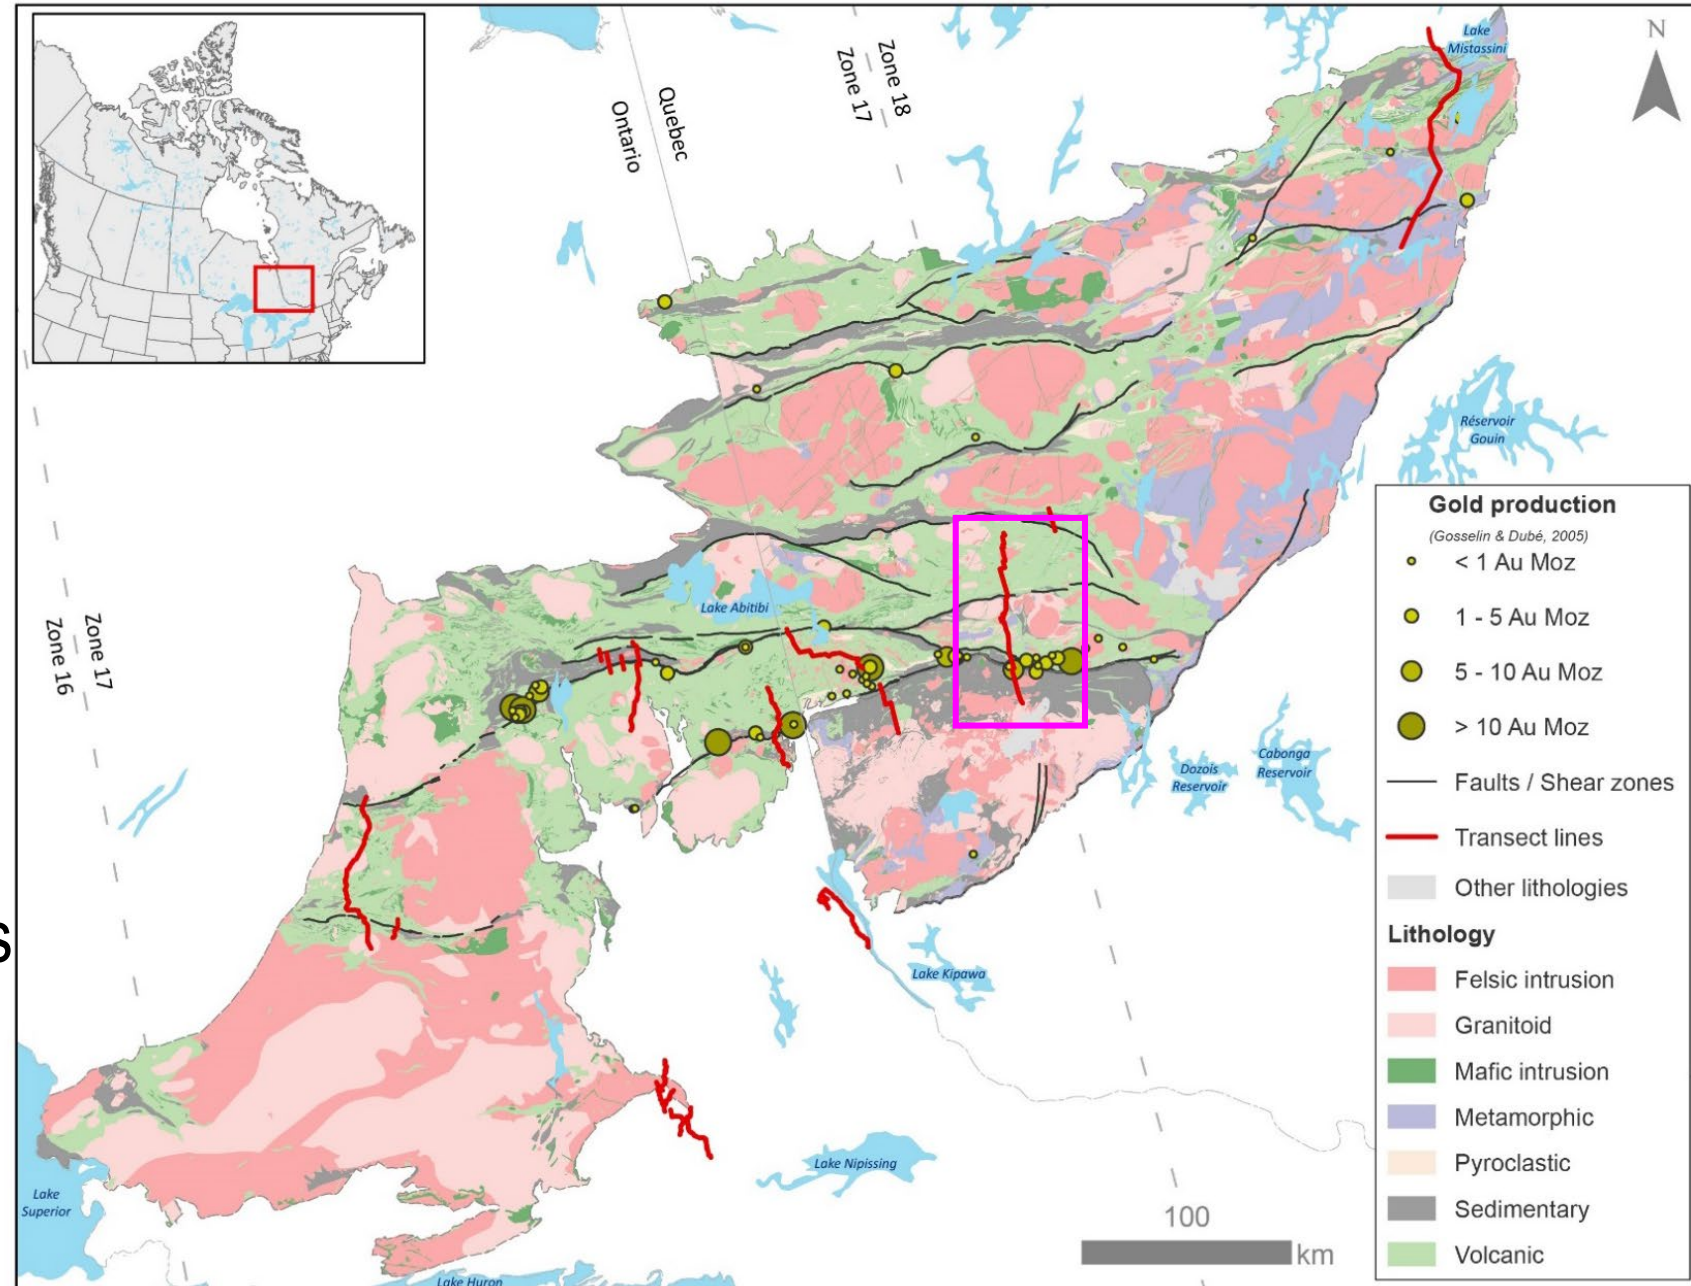 Lake
Mistassini
N
Zone 17
Zone 18
Ontario
Quebec
Réservoir
Gouin
Gold production
(Gosselin & Dubé, 2005)
< 1 Au Moz
1 - 5 Au Moz
5 - 10 Au Moz
> 10 Au Moz
Faults / Shear zones
Transect lines
Other lithologies
Lithology
Felsic intrusion
Granitoid
Mafic intrusion
Metamorphic
Pyroclastic
Sedimentary
Volcanic
Lake Abitibi
Zone 16
Zone 17
Dozois
Reservoir
Cabonga
Reservoir
s
Lake Kipawa
Lake Nipissing
Lake
Superior
100
km
Lake Huron